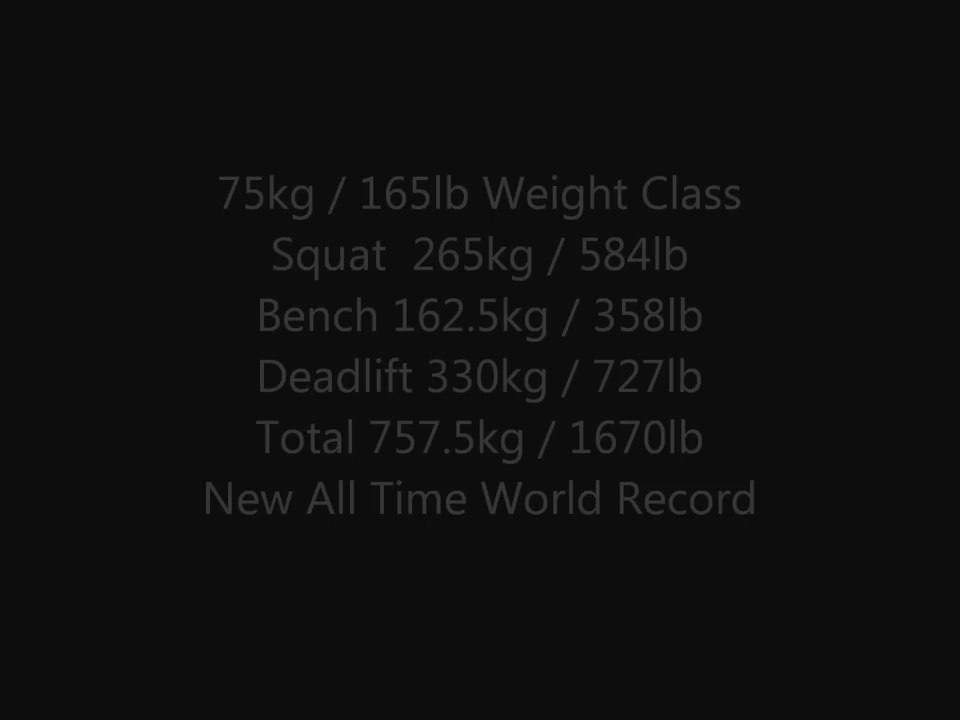 75kg / 165lb Weight Class
Squat  265kg / 584lb
Bench 162.5kg / 358lb
Deadlift 330kg / 727lb
Total 757.5kg / 1670lb
New All Time World Record